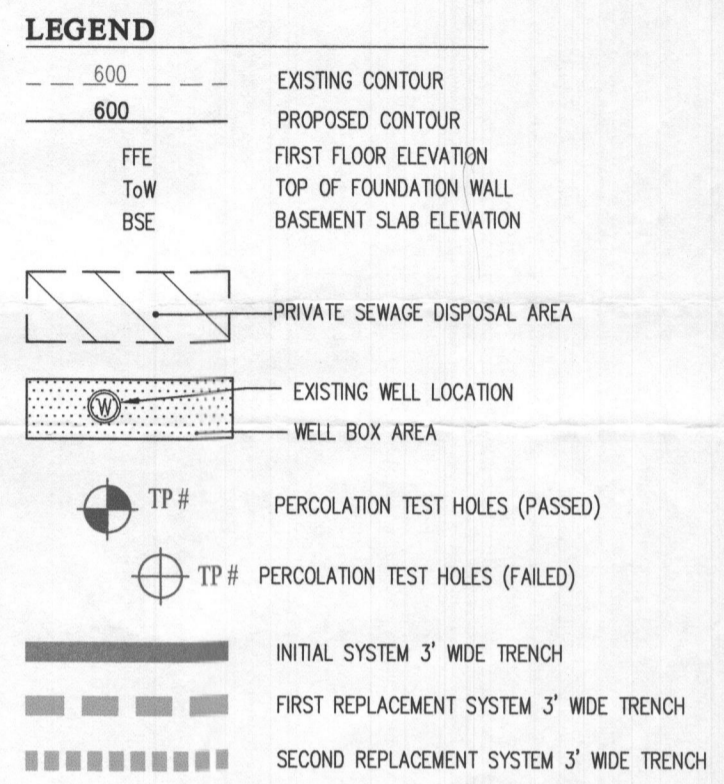 LEGEND
600 EXISTING CONTOUR
600 PROPOSED CONTOUR
FFE FIRST FLOOR ELEVATION
ToW TOP OF FOUNDATION WALL
BSE BASEMENT SLAB ELEVATION
PRIVATE SEWAGE DISPOSAL AREA
W EXISTING WELL LOCATION
WELL BOX AREA
TP # PERCOLATION TEST HOLES (PASSED)
TP # PERCOLATION TEST HOLES (FAILED)
INITIAL SYSTEM 3' WIDE TRENCH
FIRST REPLACEMENT SYSTEM 3' WIDE TRENCH
SECOND REPLACEMENT SYSTEM 3' WIDE TRENCH